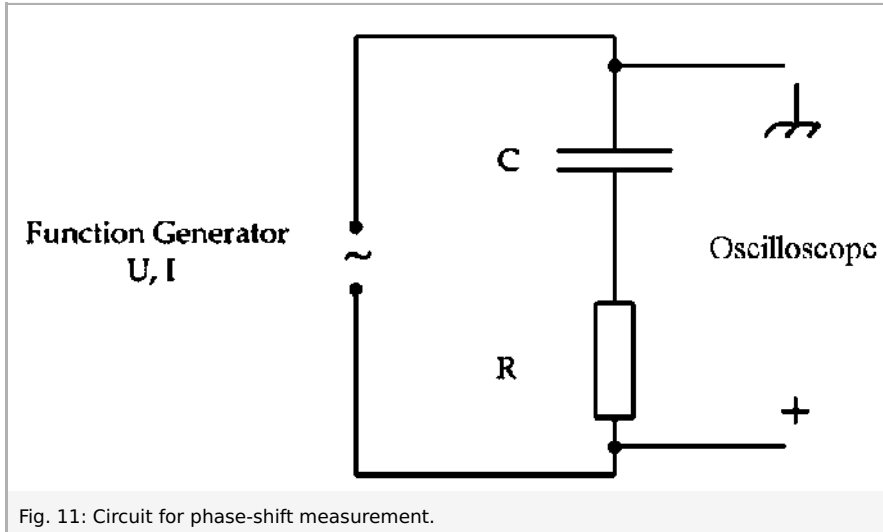 C
Function Generator
U, I
~
Oscilloscope
R
+
Fig. 11: Circuit for phase-shift measurement.